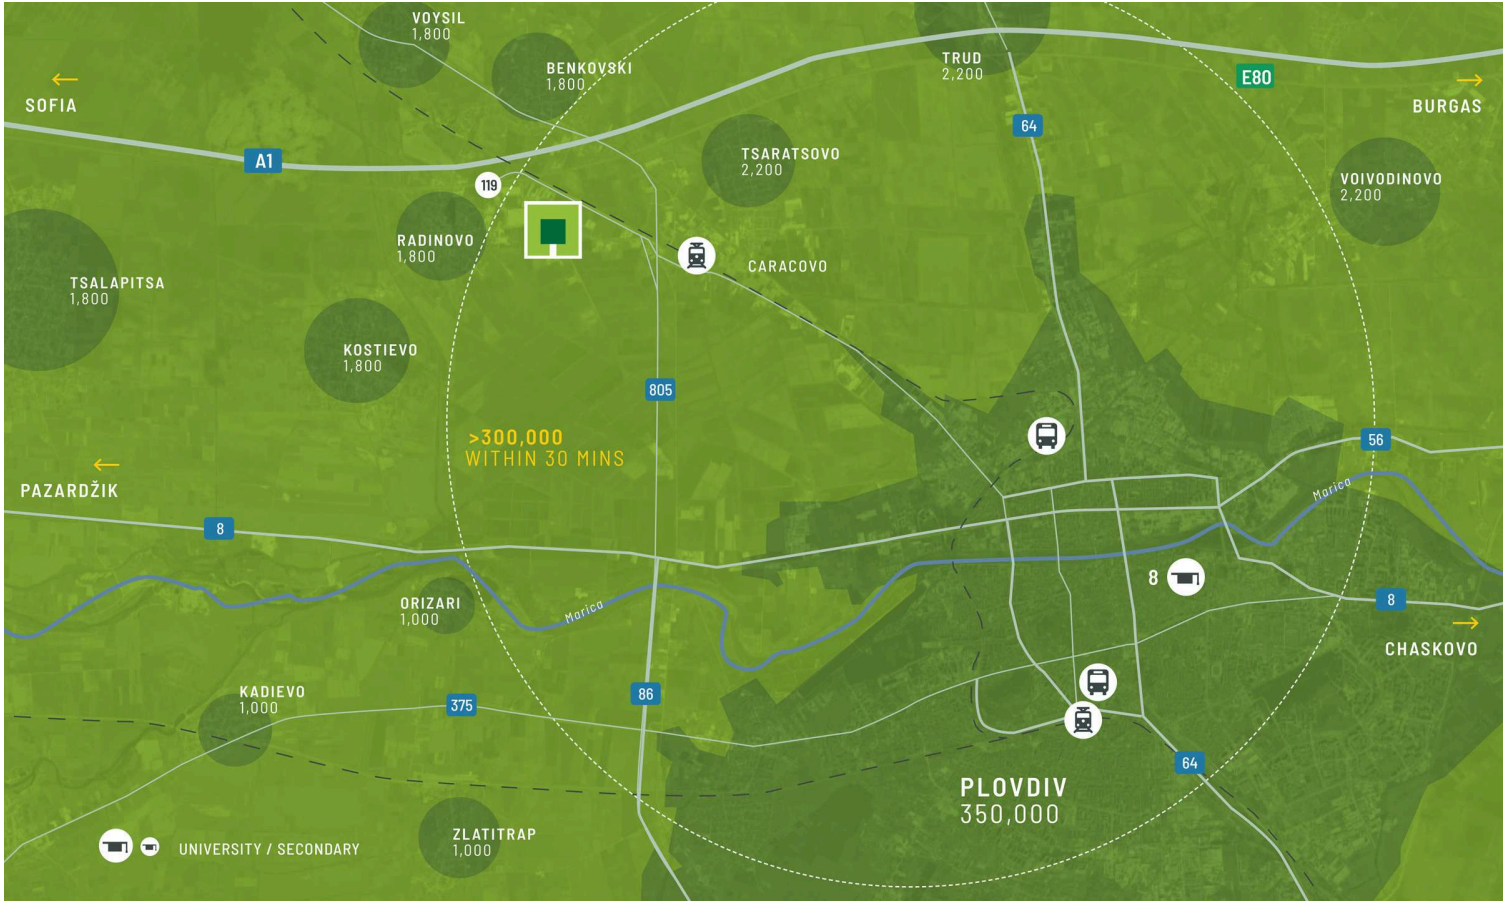 VOYSIL
1,800
BENKOVSKI
1,800
TRUD
2,200
E80
SOFIA
BURGAS
64
A1
TSARATSOVO
2,200
119
VOIVODINOVO
2,200
RADINOVO
1,800
CARACOVO
TSALAPITSA
1,800
KOSTIEVO
1,800
805
>300,000
WITHIN 30 MINS
56
PAZARDŽIK
Marica
8
8
ORIZARI
1,000
Marica
8
CHASKOVO
KADIEVO
1,000
375
86
64
PLOVDIV
350,000
ZLATITRAP
1,000
UNIVERSITY / SECONDARY